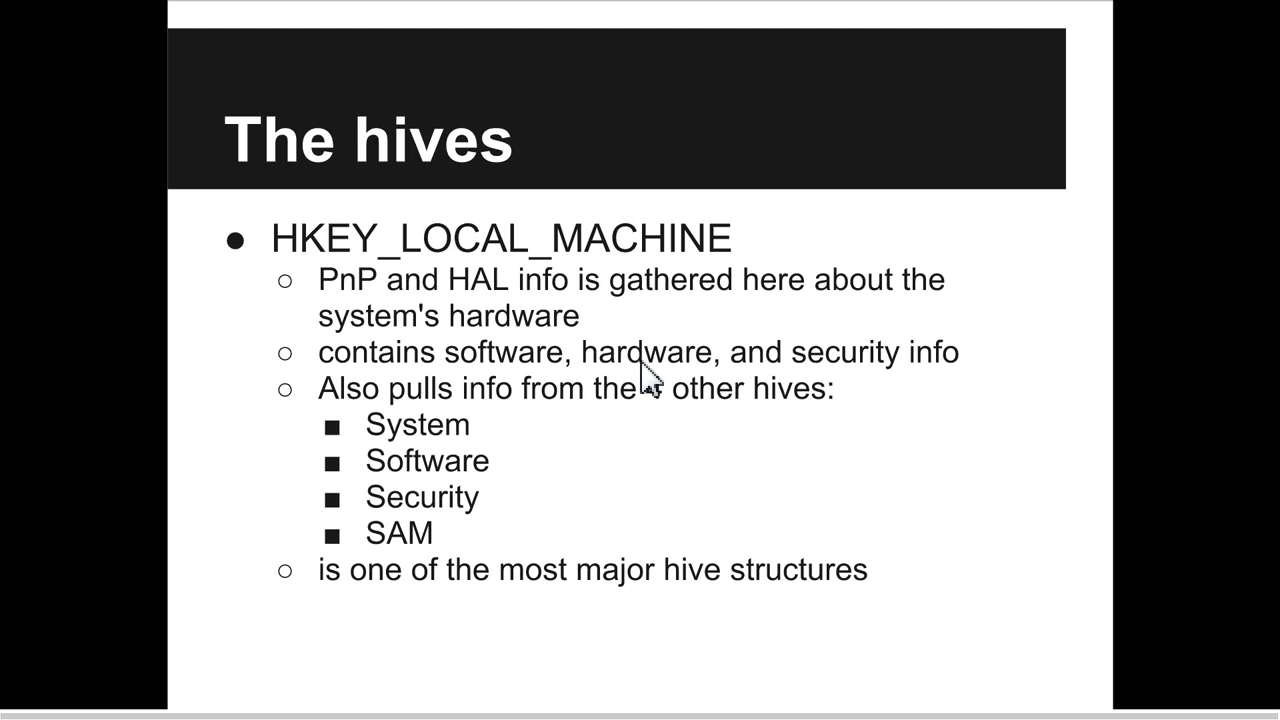 The hives
● HKEY_LOCAL_MACHINE
○ PnP and HAL info is gathered here about the
system's hardware
○ contains software, hardware, and security info
○ Also pulls info from the other hives:
■ System
■ Software
■ Security
■ SAM
○ is one of the most major hive structures